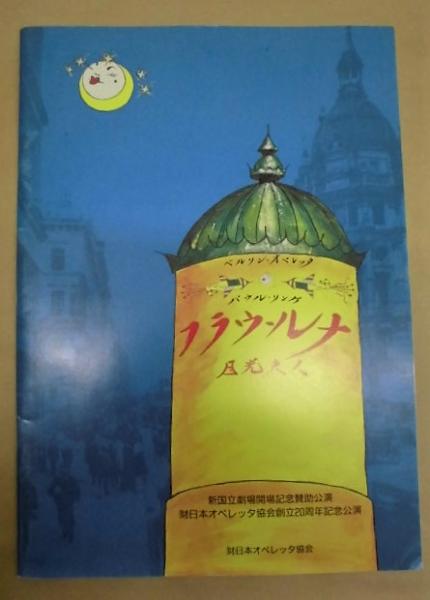 ベルリン・オペレッタ
パウル・リンケ
フラウ・ルナ
月光夫人
新国立劇場開場記念賛助公演
財日本オペレッタ協会創立20周年記念公演
財日本オペレッタ協会